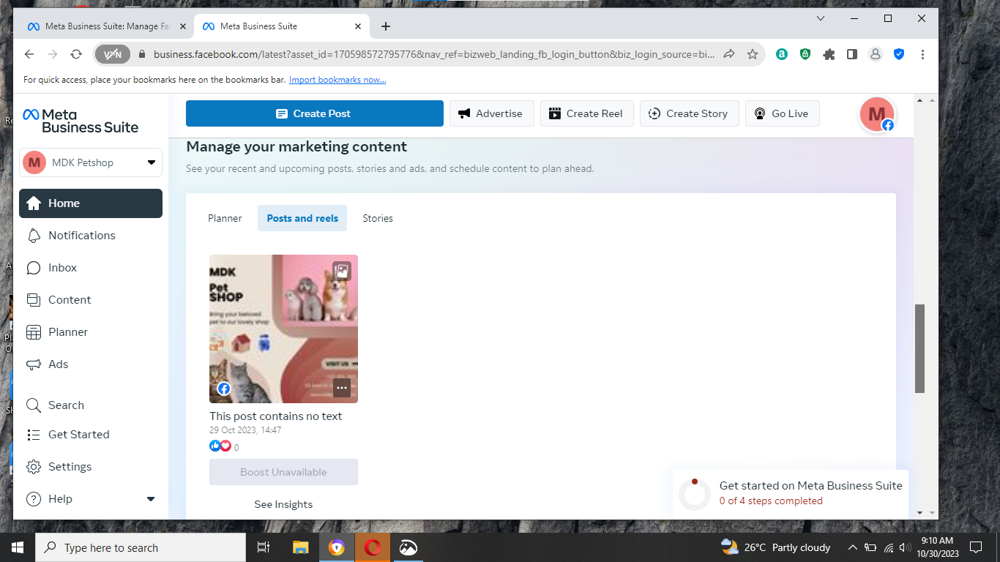 Meta Business Suite: Manage Fa
Meta Business Suite
VPN
business.facebook.com/latest?asset_id=170598572795776&nav_ref=bizweb_landing_fb_login_button&biz_login_source=bi...
For quick access, place your bookmarks here on the bookmarks bar. Import bookmarks now...
Meta
Business Suite
Create Post
Advertise
Create Reel
Create Story
Go Live
M
M
MDK Petshop
Manage your marketing content
See your recent and upcoming posts, stories and ads, and schedule content to plan ahead.
Home
Notifications
Inbox
Content
Planner
Ads
Search
Get Started
Settings
Help
Planner
Posts and reels
Stories
MDK
Pet
SHOP
Bring your beloved
pet to our lovely shop
VISIT US
This post contains no text
29 Oct 2023, 14:47
0
Boost Unavailable
See Insights
Get started on Meta Business Suite
0 of 4 steps completed
Type here to search
26°C Partly cloudy
9:10 AM
10/30/2023